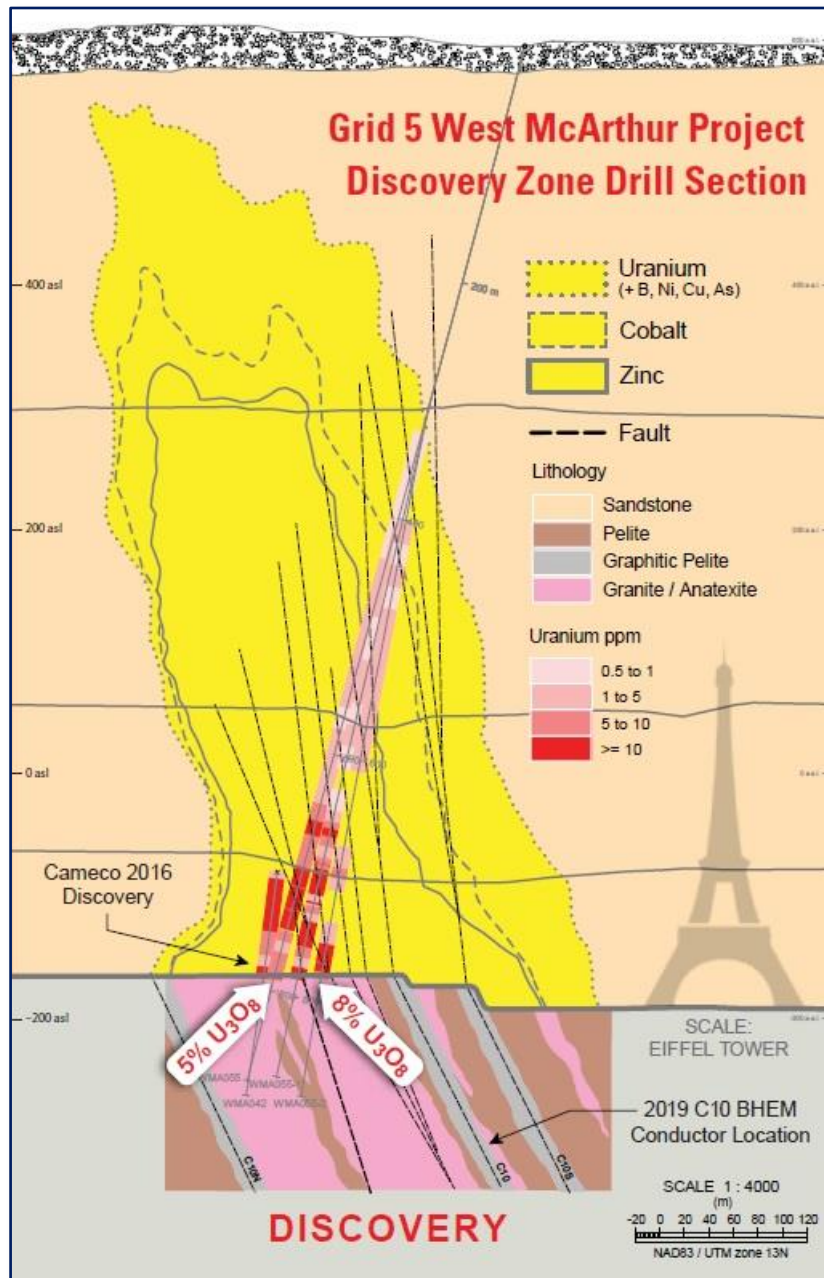 Grid 5 West McArthur Project
Discovery Zone Drill Section
Uranium
(+ B, Ni, Cu, As)
Cobalt
Zinc
Fault
Lithology
Sandstone
Pelite
Graphitic Pelite
Granite / Anatexite
Uranium ppm
0.5 to 1
1 to 5
5 to 10
>= 10
400 asl
200 m
200 asl
0 asl
Cameco 2016
Discovery
-200 asl
5% U₃O₈
8% U₃O₈
WMA055
WMA042
SCALE:
EIFFEL TOWER
2019 C10 BHEM
Conductor Location
C10N
C10
C10S
SCALE 1 : 4000
(m)
-20 0 20 40 60 80 100 120
NAD83 / UTM zone 13N
DISCOVERY